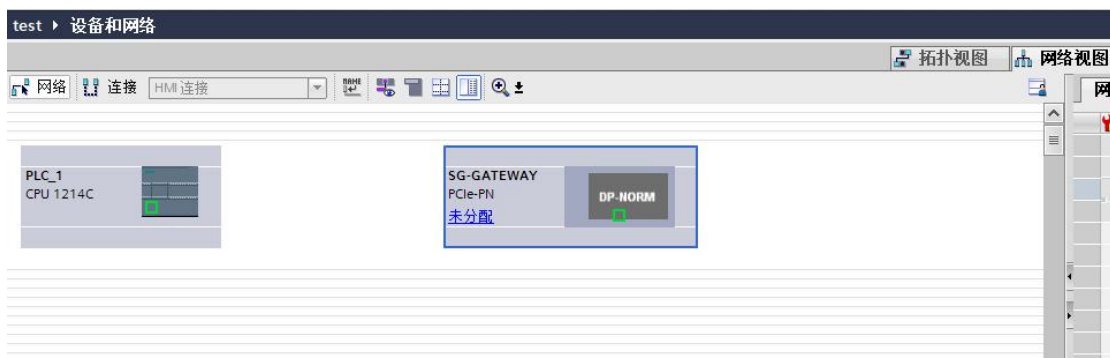 test ▸ 设备和网络
拓扑视图 网络视图
网络 连接 HMI 连接
网
PLC_1
CPU 1214C
SG-GATEWAY
PCIe-PN
未分配
DP-NORM